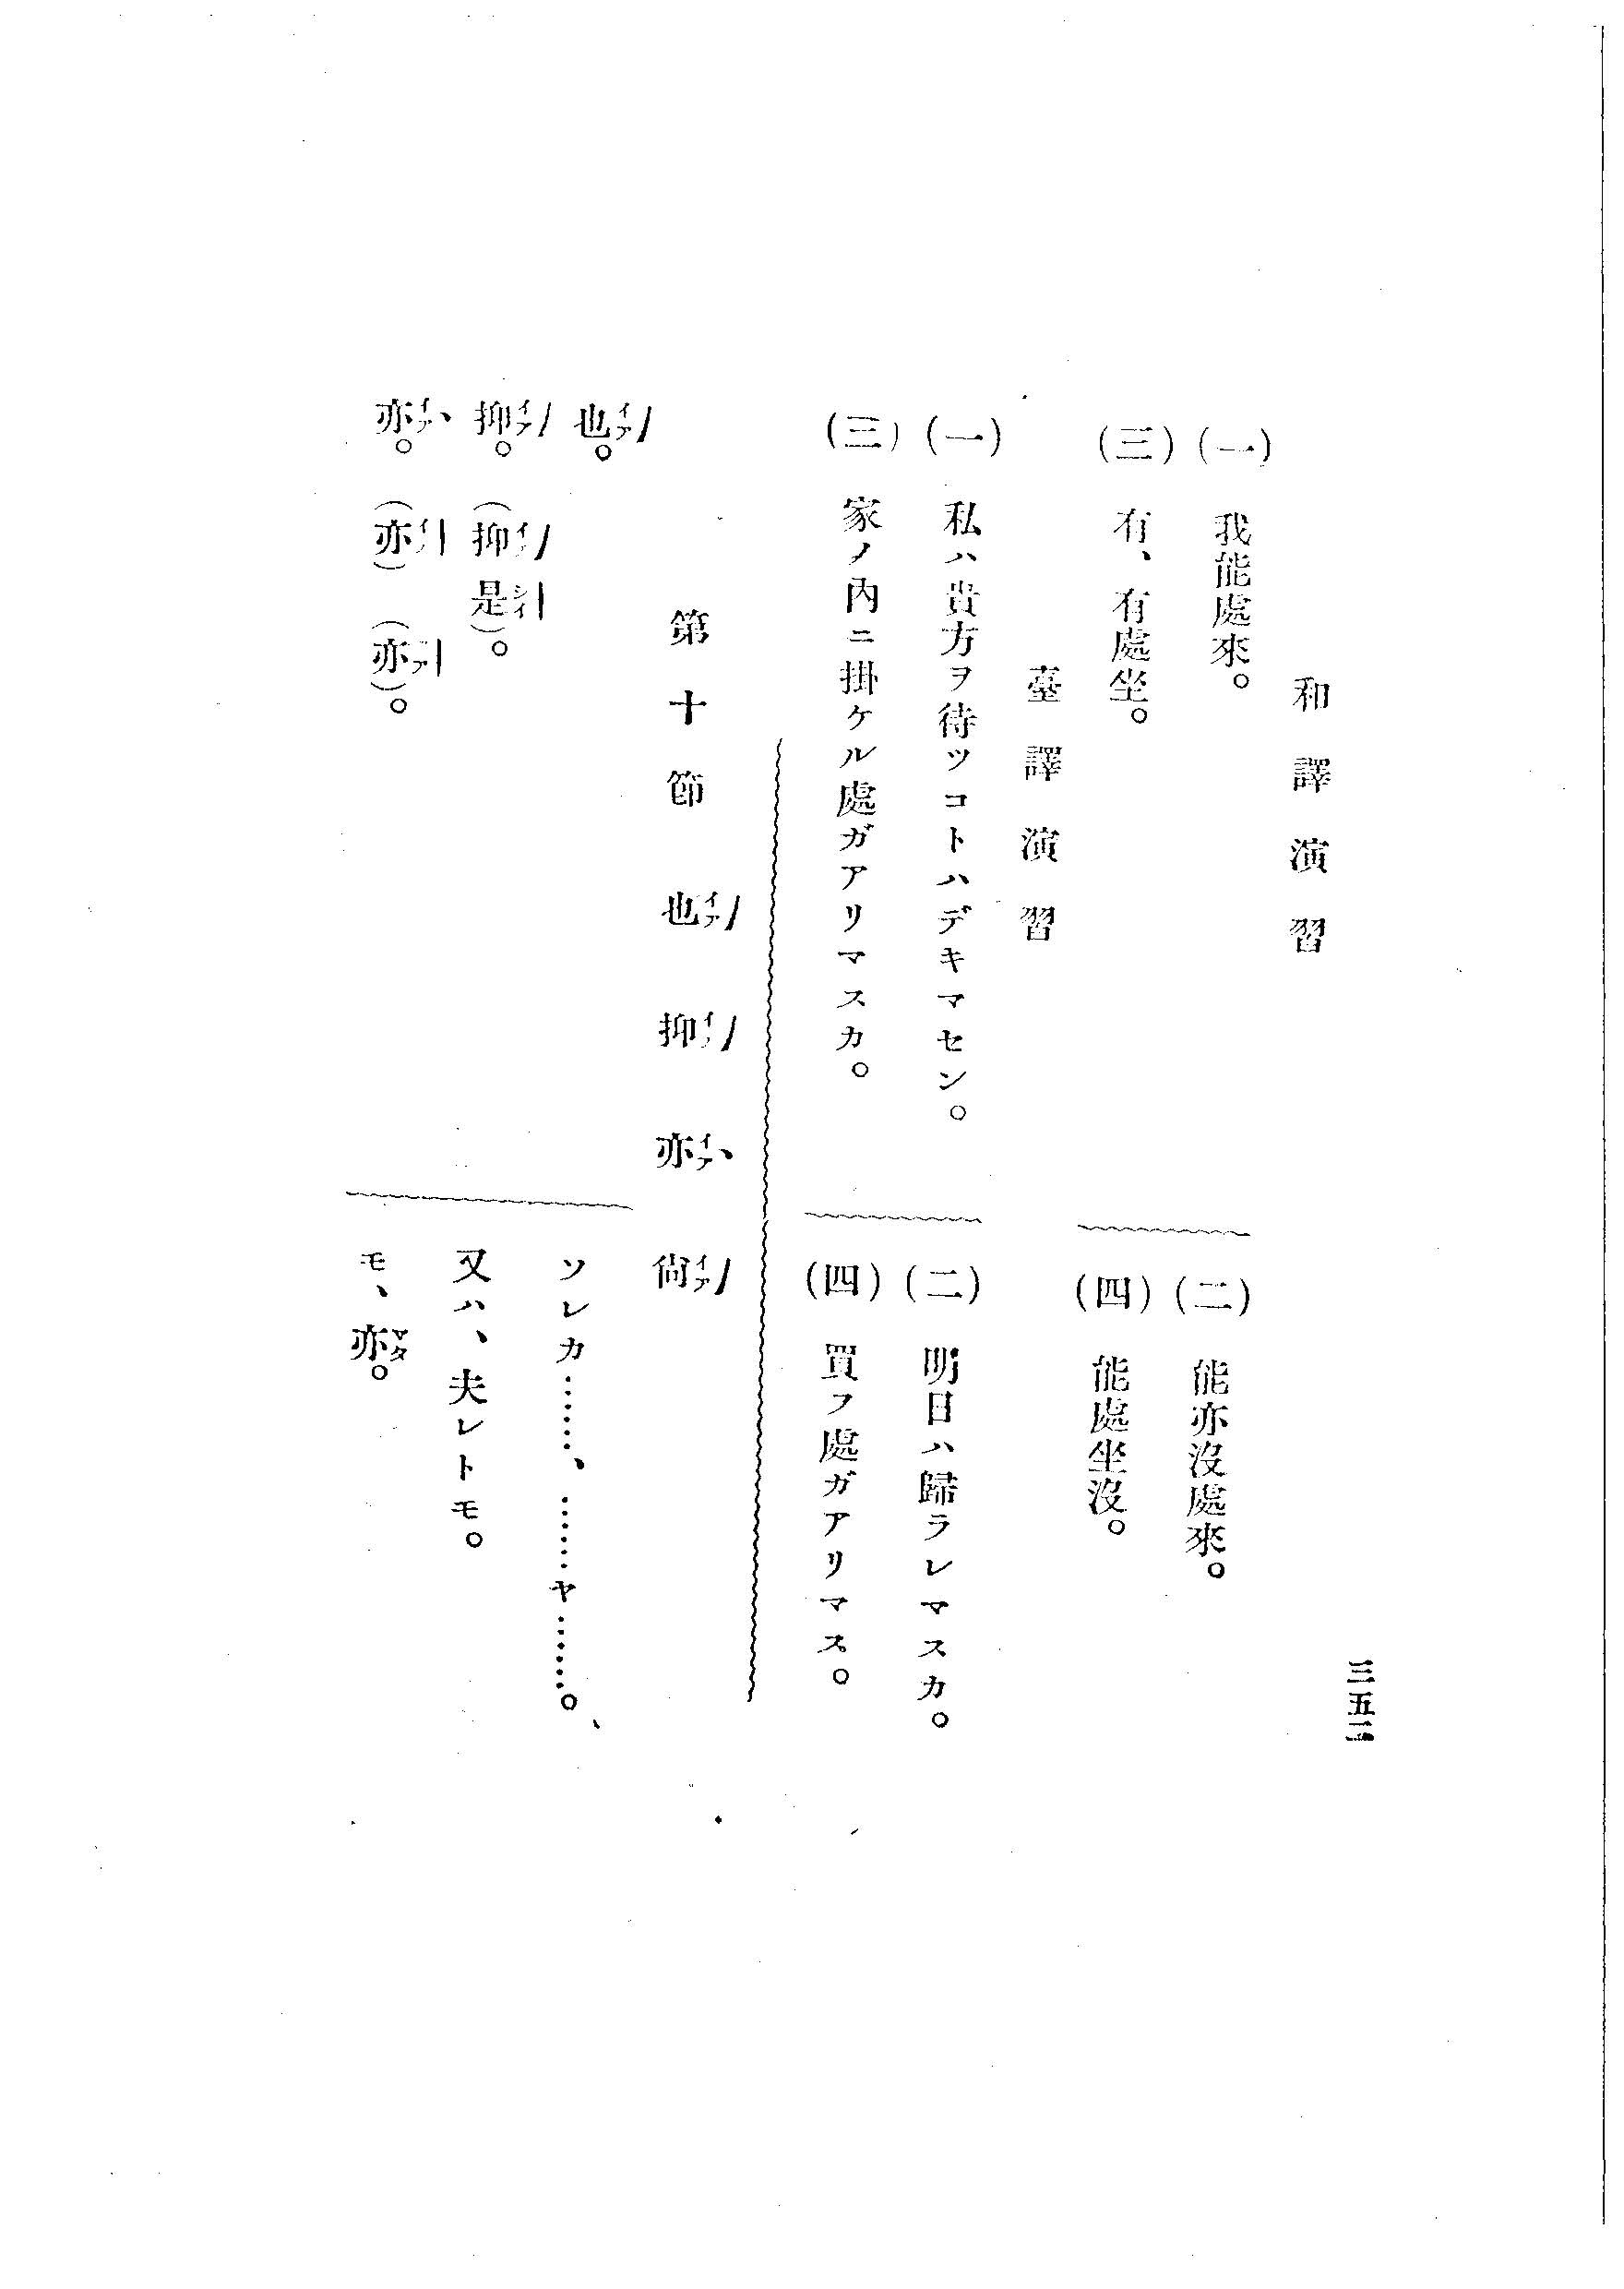 三五二
和譯演習
(一) 我能處來。
(二) 能亦沒處來。
(三) 有、有處坐。
(四) 能處坐沒。
臺譯演習
(一) 私ハ貴方ヲ待ツコトハデキマセン。
(二) 明日ハ歸ラレマスカ。
(三) 家ノ內ニ掛ケル處ガアリマスカ。
(四) 買フ處ガアリマス。
第十節 也 抑 亦 尙
也。
ソレカ……、……ヤ……。
抑。(抑是)。
又ハ、夫レトモ。
亦。(亦)(亦)。
モ、亦。